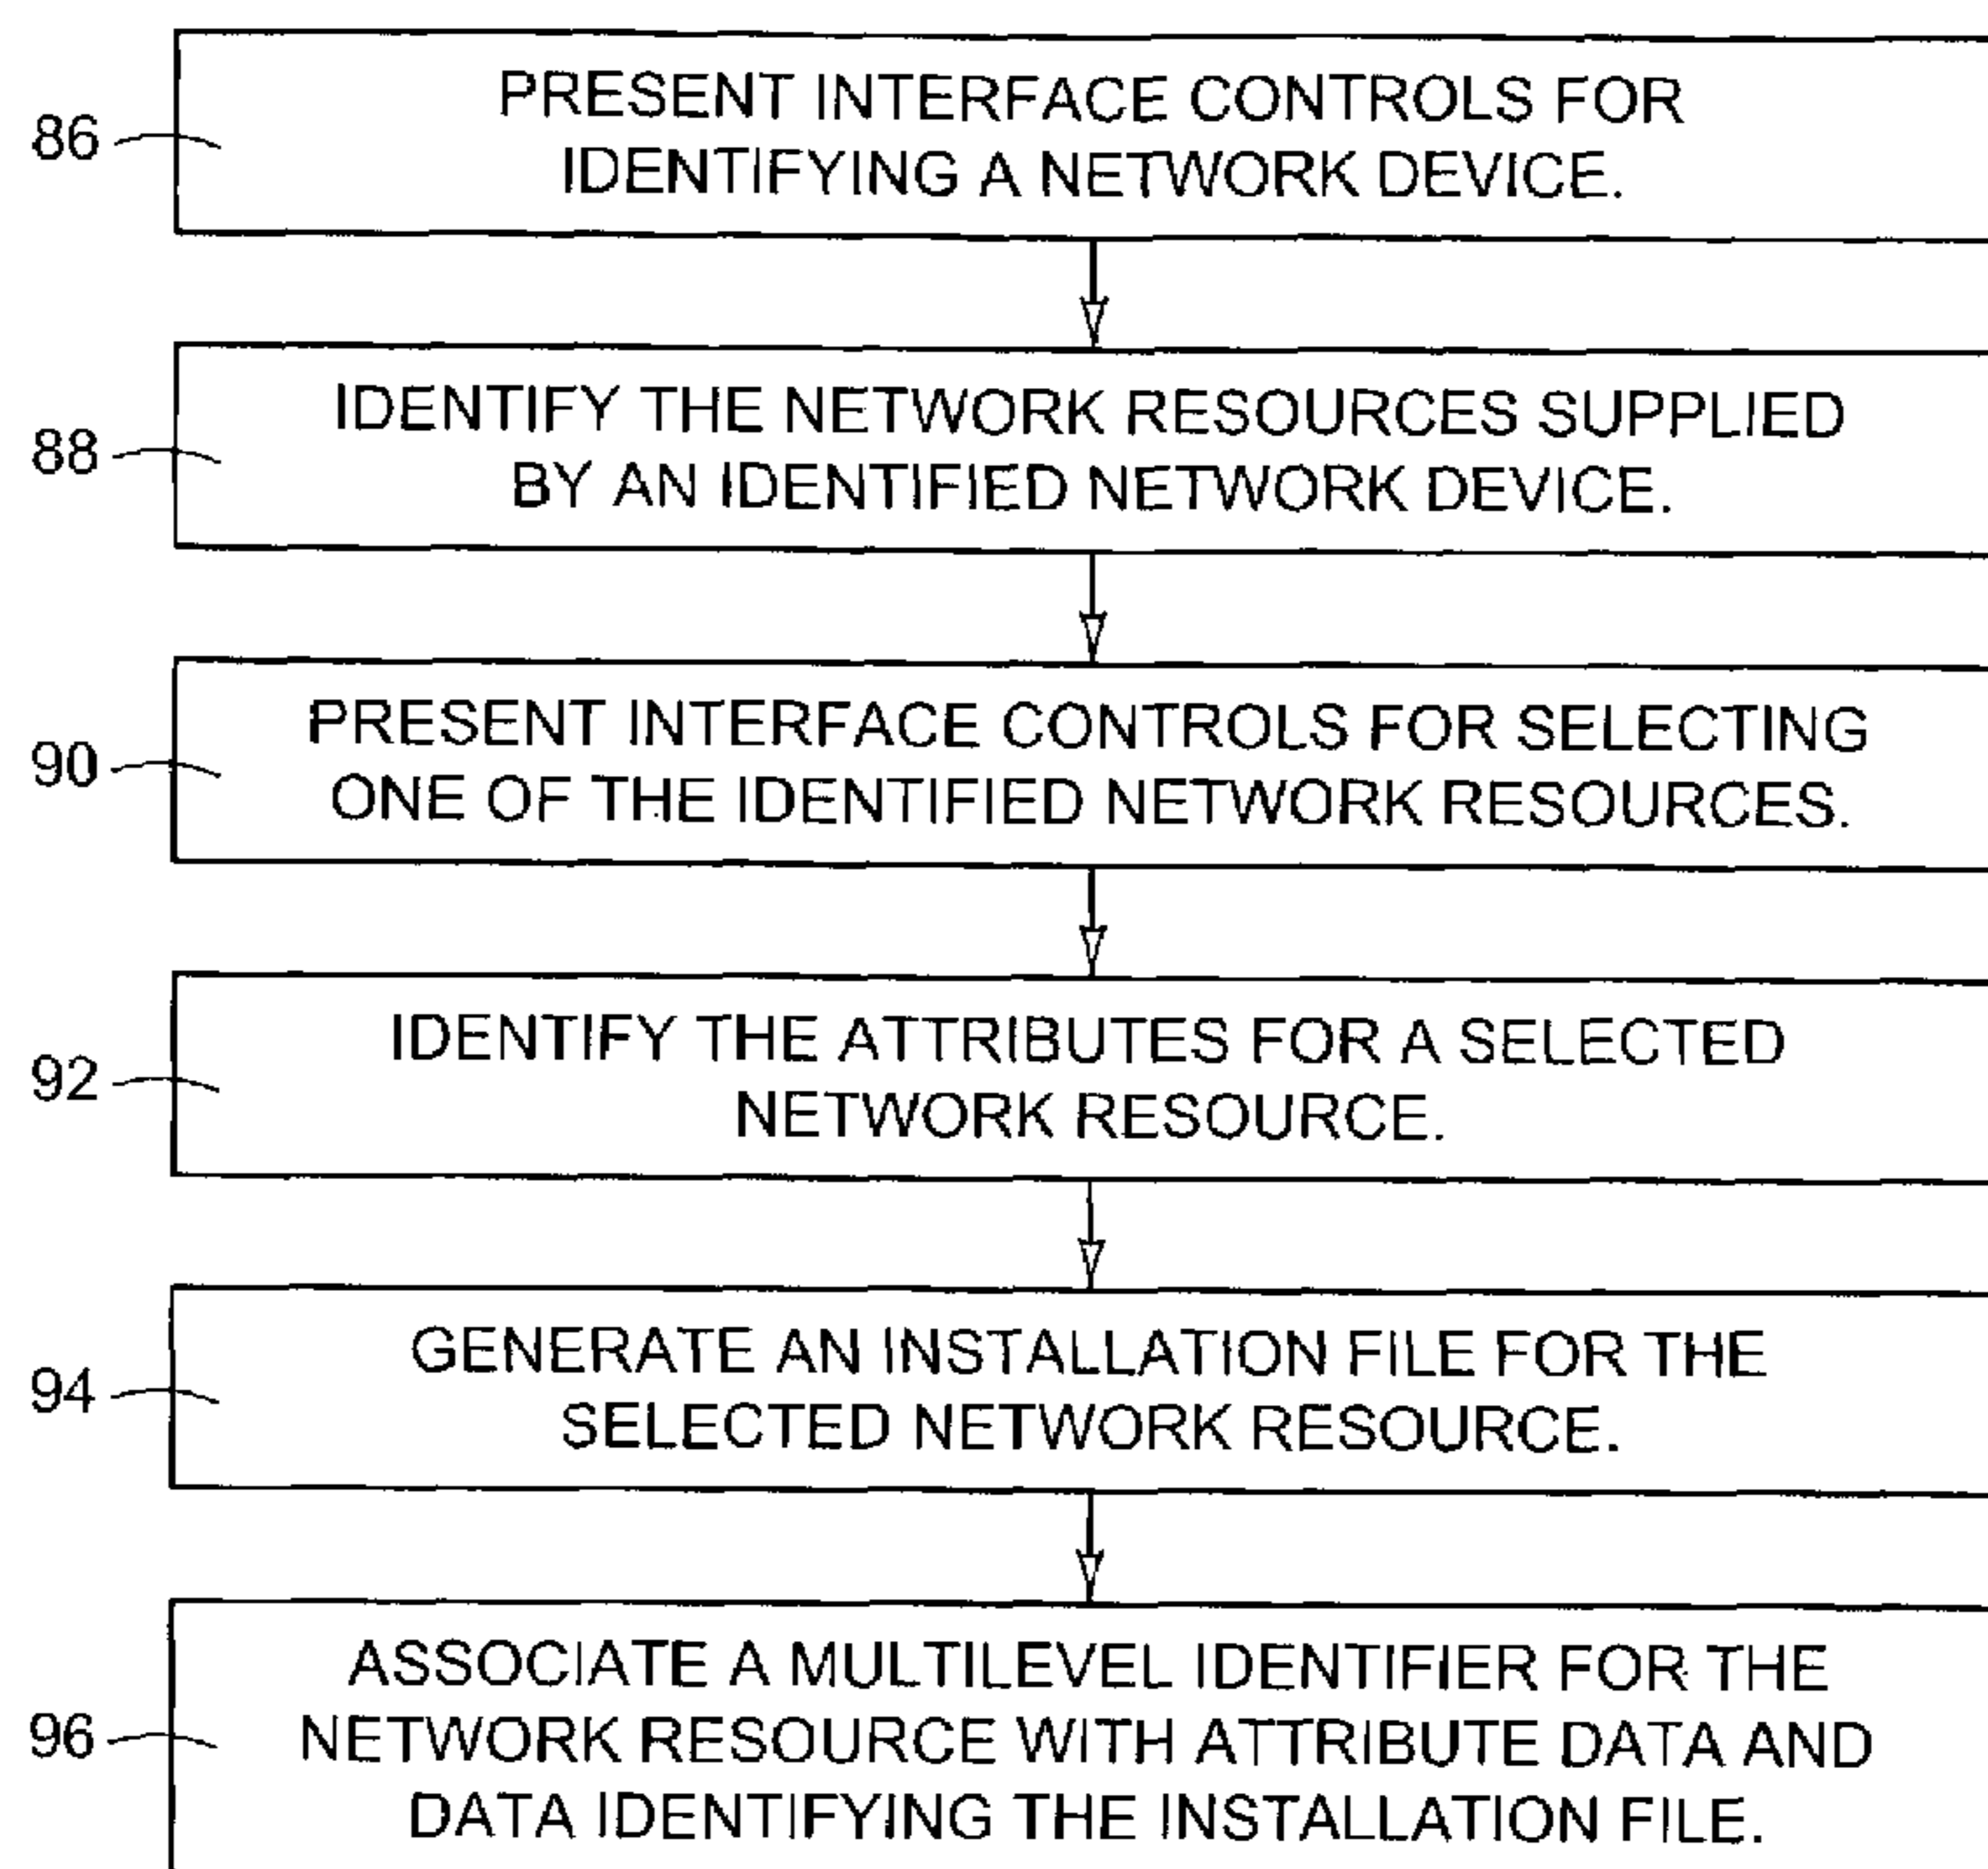 86
PRESENT INTERFACE CONTROLS FOR
IDENTIFYING A NETWORK DEVICE.
88
IDENTIFY THE NETWORK RESOURCES SUPPLIED
BY AN IDENTIFIED NETWORK DEVICE.
90
PRESENT INTERFACE CONTROLS FOR SELECTING
ONE OF THE IDENTIFIED NETWORK RESOURCES.
92
IDENTIFY THE ATTRIBUTES FOR A SELECTED
NETWORK RESOURCE.
94
GENERATE AN INSTALLATION FILE FOR THE
SELECTED NETWORK RESOURCE.
96
ASSOCIATE A MULTILEVEL IDENTIFIER FOR THE
NETWORK RESOURCE WITH ATTRIBUTE DATA AND
DATA IDENTIFYING THE INSTALLATION FILE.